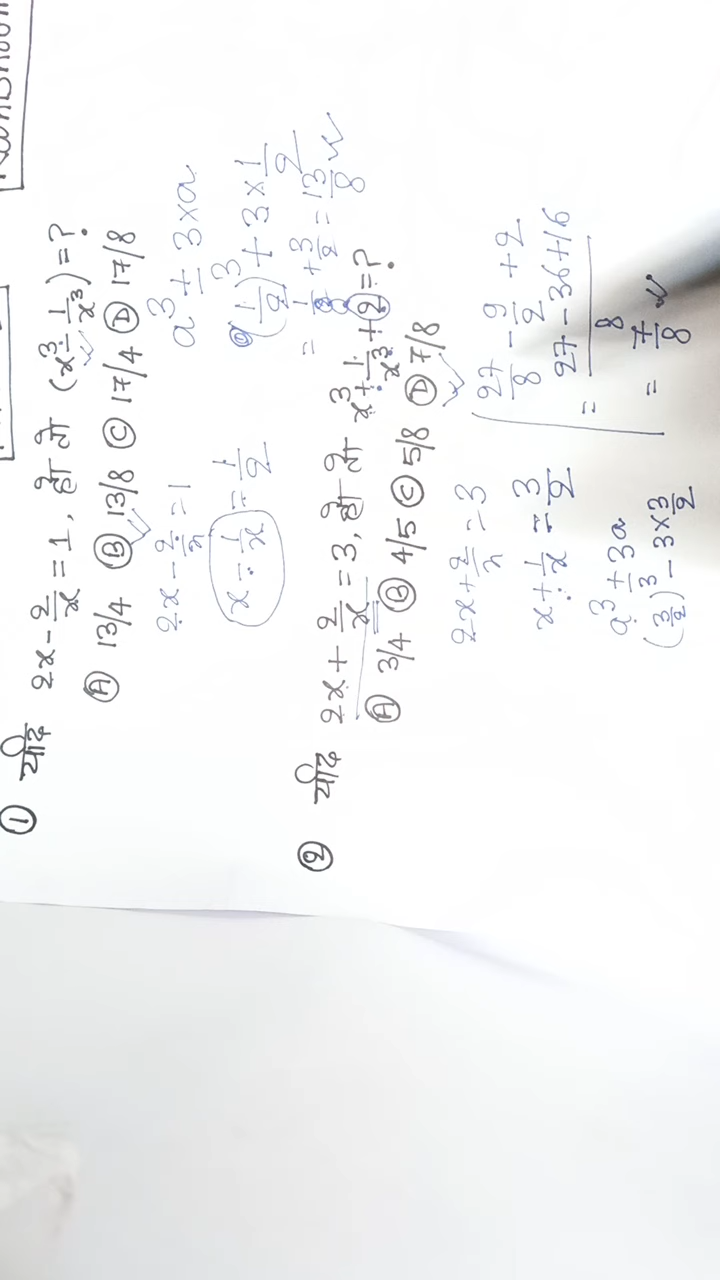 ① यदि 2x - 2/x = 1, हो तो (x³ - 1/x³) = ?
Ⓐ 13/4 Ⓑ 13/8 Ⓒ 17/4 Ⓓ 17/8
2x - 2/x = 1
x - 1/x = 1/2
a³ ± 3×a
(1/2)³ + 3×1/2
= 1/8 + 3/2 = 13/8
② यदि 2x + 2/x = 3, हो तो x³ + 1/x³ + 2 = ?
Ⓐ 3/4 Ⓑ 4/5 Ⓒ 5/8 Ⓓ 7/8
2x + 2/x = 3
x + 1/x = 3/2
a³ ± 3a
(3/2)³ - 3×3/2
27/8 - 9/2 + 2
= 27 - 36 + 16 / 8
= 7/8